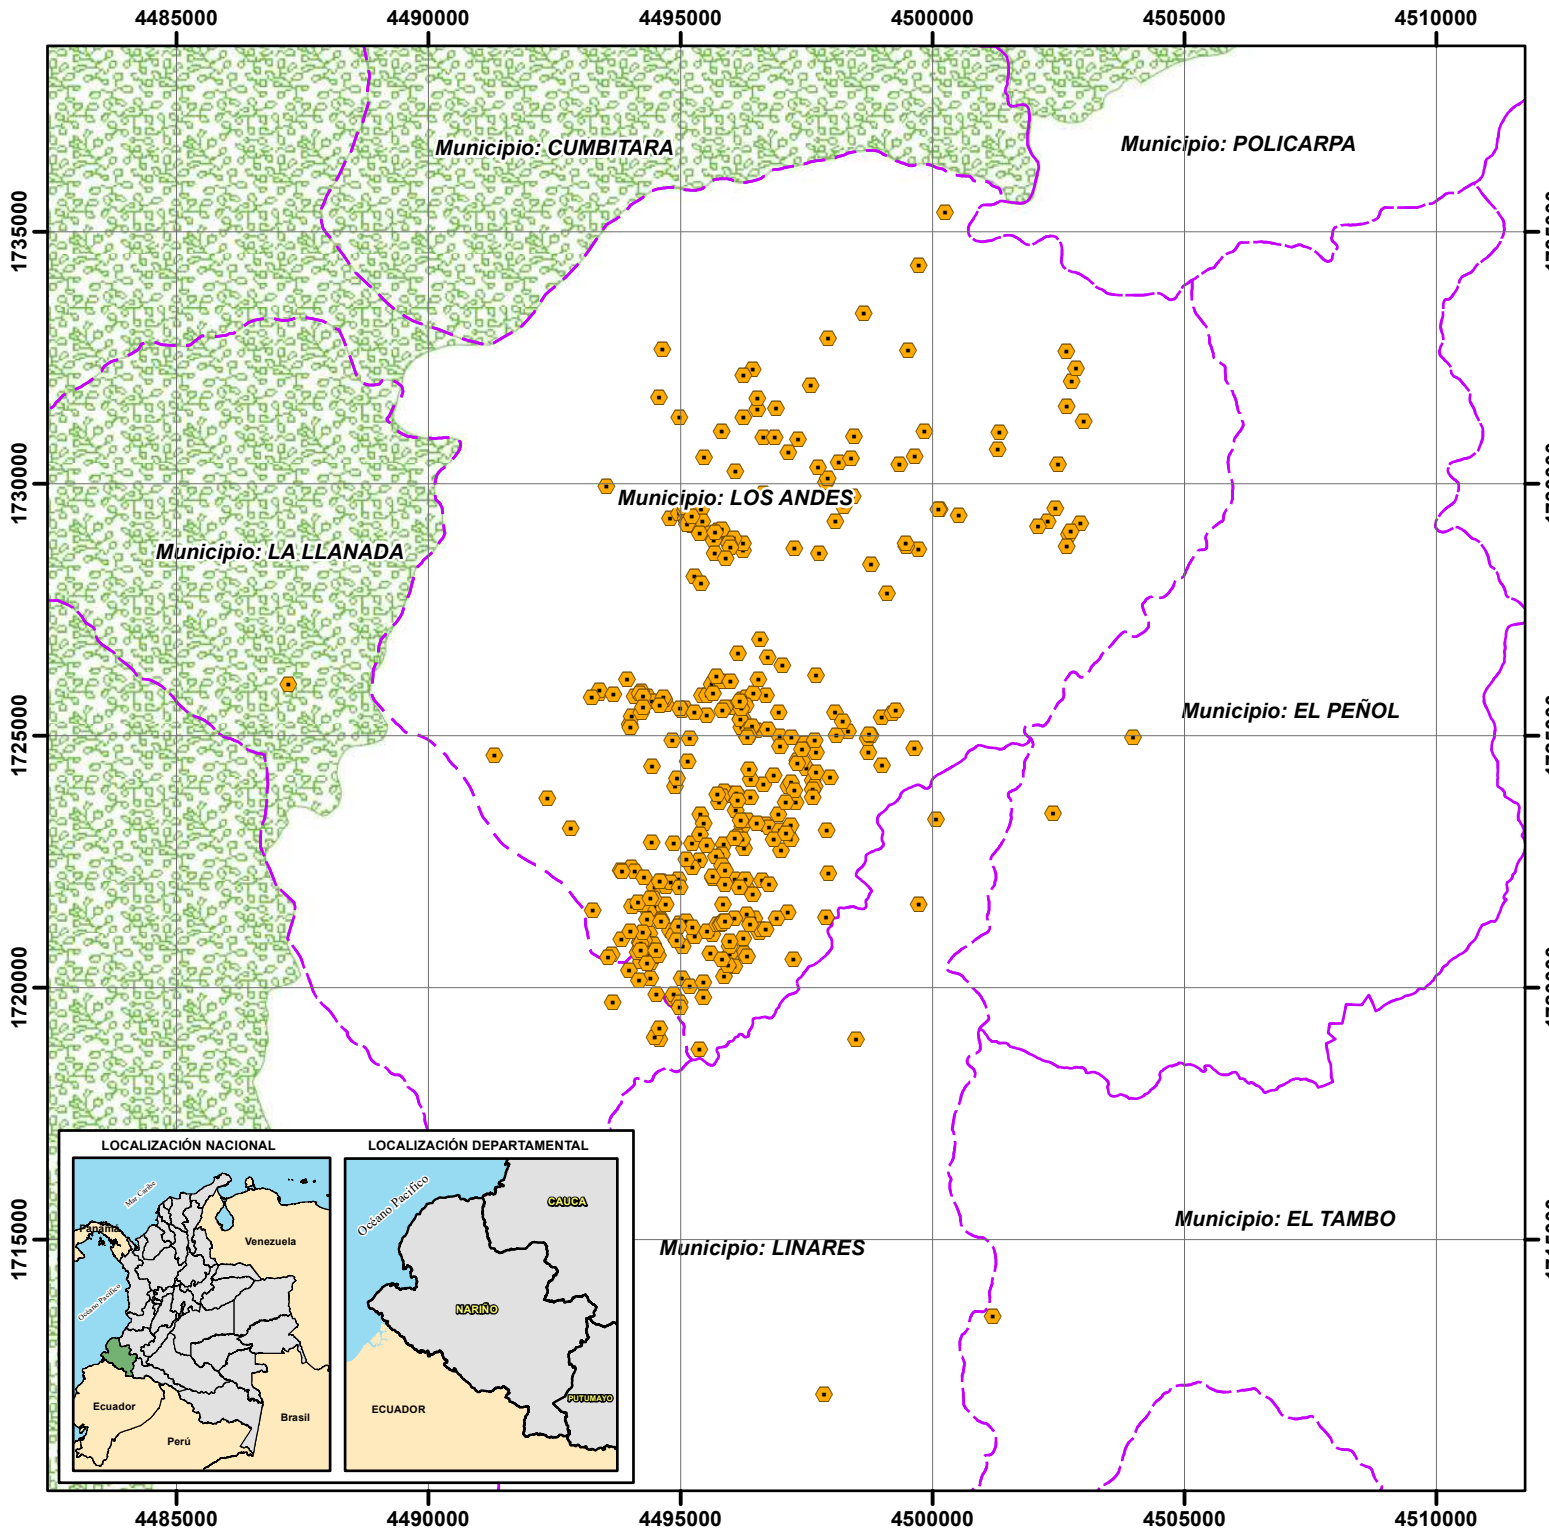 4485000 4490000 4495000 4500000 4505000 4510000
Municipio: CUMBITARA
Municipio: POLICARPA
1735000
1730000
Municipio: LOS ANDES
Municipio: LA LLANADA
1725000
Municipio: EL PEÑOL
1720000
LOCALIZACIÓN NACIONAL
LOCALIZACIÓN DEPARTAMENTAL
Mar Caribe
Panamá
Venezuela
Océano Pacífico
Ecuador
Perú
Brasil
Océano Pacífico
CAUCA
NARIÑO
PUTUMAYO
ECUADOR
1715000
Municipio: EL TAMBO
Municipio: LINARES
4485000 4490000 4495000 4500000 4505000 4510000